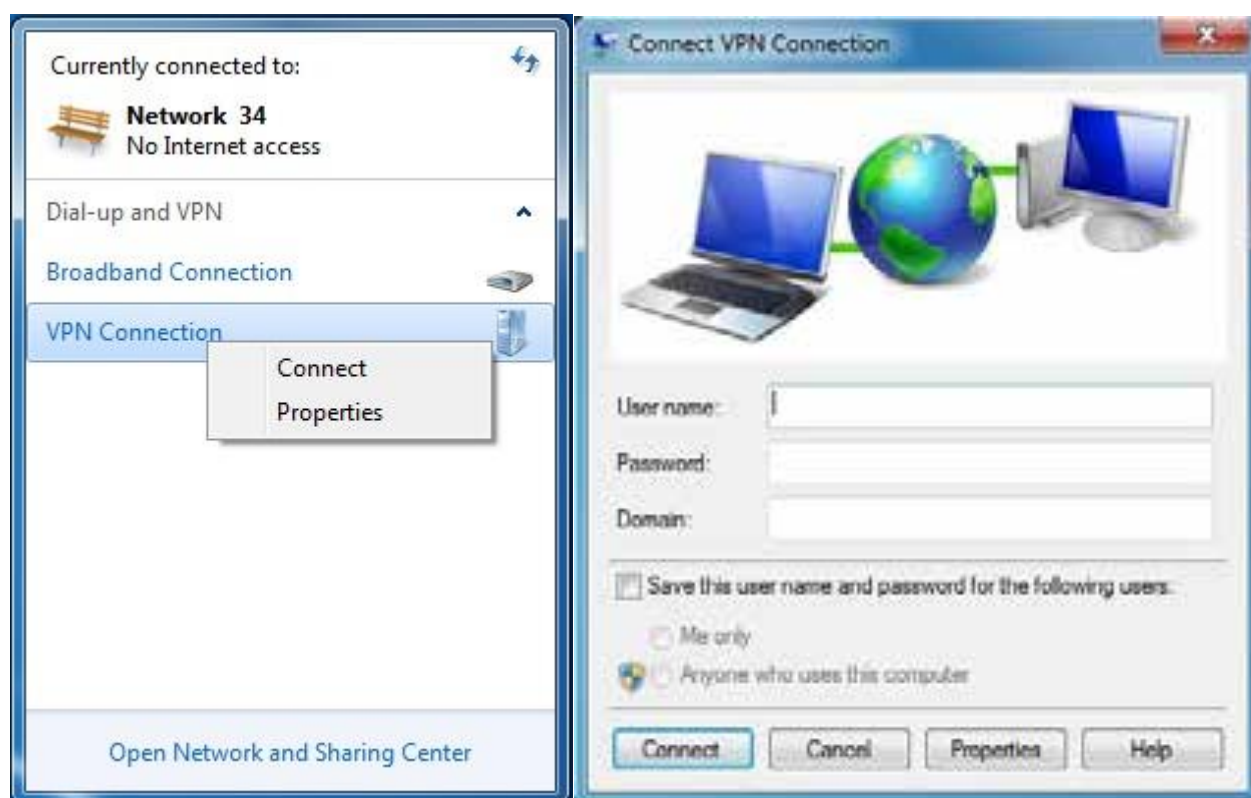 Currently connected to:
Network 34
No Internet access
Dial-up and VPN
Broadband Connection
VPN Connection
Connect
Properties
Open Network and Sharing Center
Connect VPN Connection
User name:
Password:
Domain:
Save this user name and password for the following users:
Me only
Anyone who uses this computer
Connect
Cancel
Properties
Help